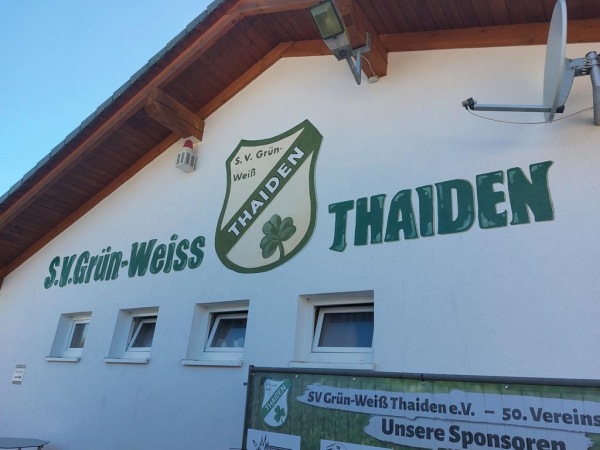 S. V. Grün-
Weiß
THAIDEN
S.V. Grün-Weiss
THAIDEN
SV Grün-Weiß Thaiden e.V. – 50. Vereins
Unsere Sponsoren